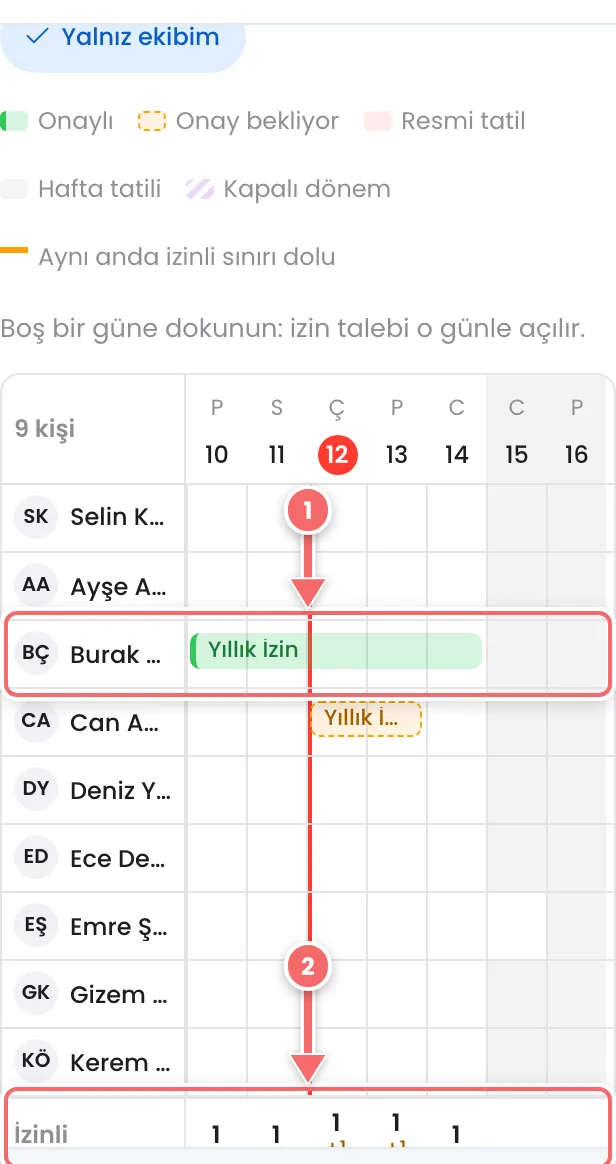 Yalnız ekibim
Onaylı Onay bekliyor Resmi tatil
Hafta tatili Kapalı dönem
Aynı anda izinli sınırı dolu
Boş bir güne dokunun: izin talebi o günle açılır.
9 kişi
P S Ç P C C P
10 11 12 13 14 15 16
SK Selin K...
1
AA Ayşe A...
BÇ Burak ... Yıllık İzin
CA Can A... Yıllık İ...
DY Deniz Y...
ED Ece De...
EŞ Emre Ş...
2
GK Gizem ...
KÖ Kerem ...
İzinli 1 1 1 1 1